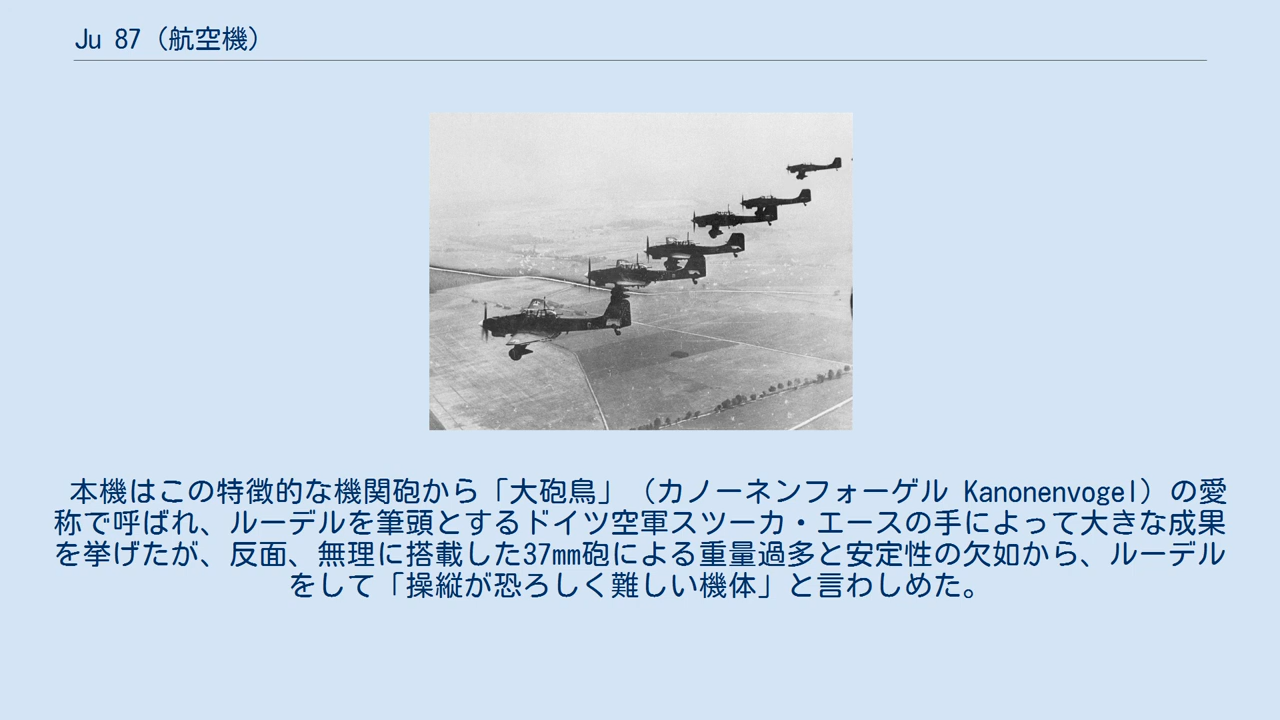 Ju 87（航空機）
本機はこの特徴的な機関砲から「大砲鳥」（カノーネンフォーゲル Kanonenvogel）の愛
称で呼ばれ、ルーデルを筆頭とするドイツ空軍スツーカ・エースの手によって大きな成果
を挙げたが、反面、無理に搭載した37㎜砲による重量過多と安定性の欠如から、ルーデル
をして「操縦が恐ろしく難しい機体」と言わしめた。